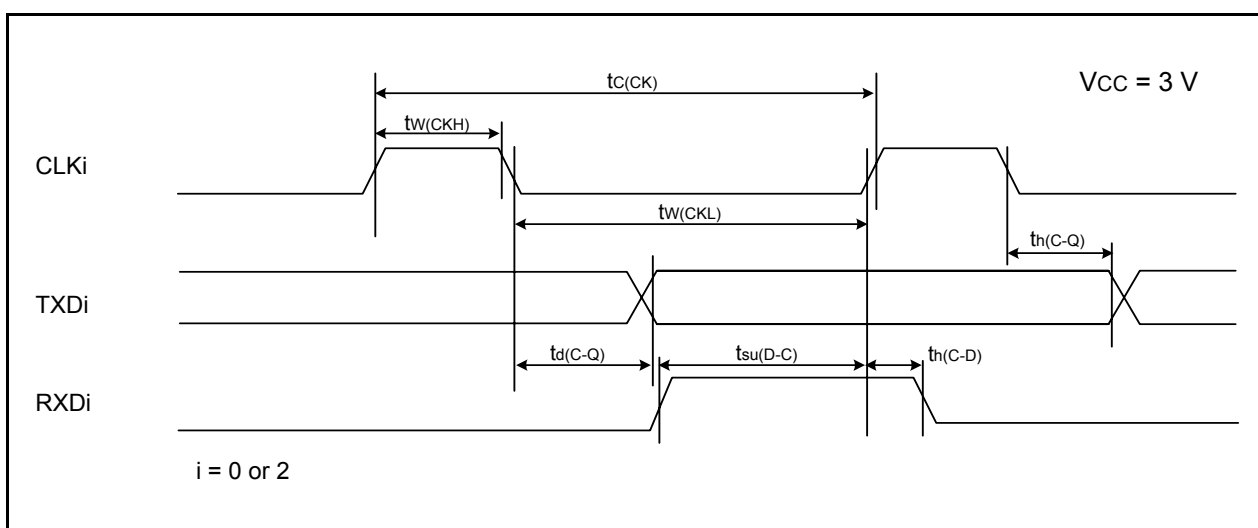 tC(CK)
VCC = 3 V
tW(CKH)
CLKi
tW(CKL)
th(C-Q)
TXDi
td(C-Q)
tsu(D-C)
th(C-D)
RXDi
i = 0 or 2